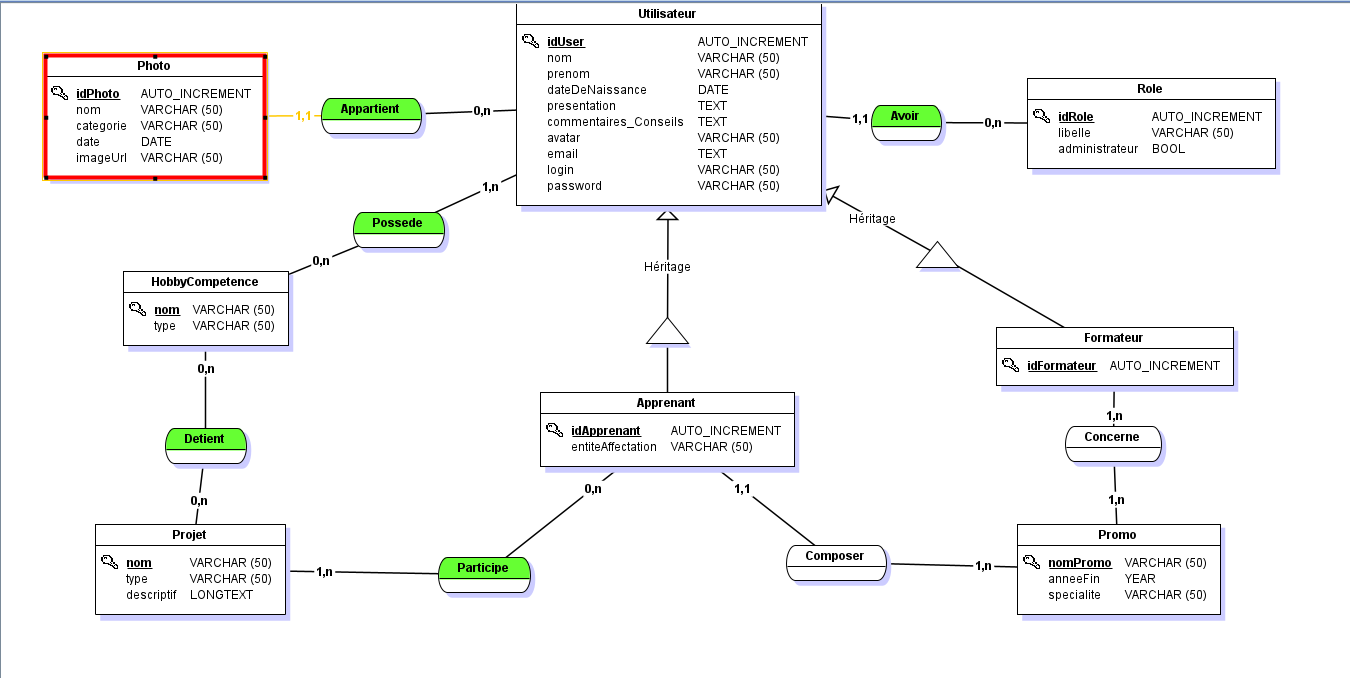 Utilisateur
idUser AUTO_INCREMENT
nom VARCHAR (50)
prenom VARCHAR (50)
dateDeNaissance DATE
presentation TEXT
commentaires_Conseils TEXT
avatar VARCHAR (50)
email TEXT
login VARCHAR (50)
password VARCHAR (50)
Photo
idPhoto AUTO_INCREMENT
nom VARCHAR (50)
categorie VARCHAR (50)
date DATE
imageUrl VARCHAR (50)
1,1
Appartient
0,n
1,1
Avoir
0,n
Role
idRole AUTO_INCREMENT
libelle VARCHAR (50)
administrateur BOOL
1,n
Possede
0,n
Héritage
Héritage
HobbyCompetence
nom VARCHAR (50)
type VARCHAR (50)
Formateur
idFormateur AUTO_INCREMENT
0,n
Detient
0,n
Apprenant
idApprenant AUTO_INCREMENT
entiteAffectation VARCHAR (50)
1,n
Concerne
1,n
0,n
1,1
Projet
nom VARCHAR (50)
type VARCHAR (50)
descriptif LONGTEXT
1,n
Participe
Composer
1,n
Promo
nomPromo VARCHAR (50)
anneeFin YEAR
specialite VARCHAR (50)